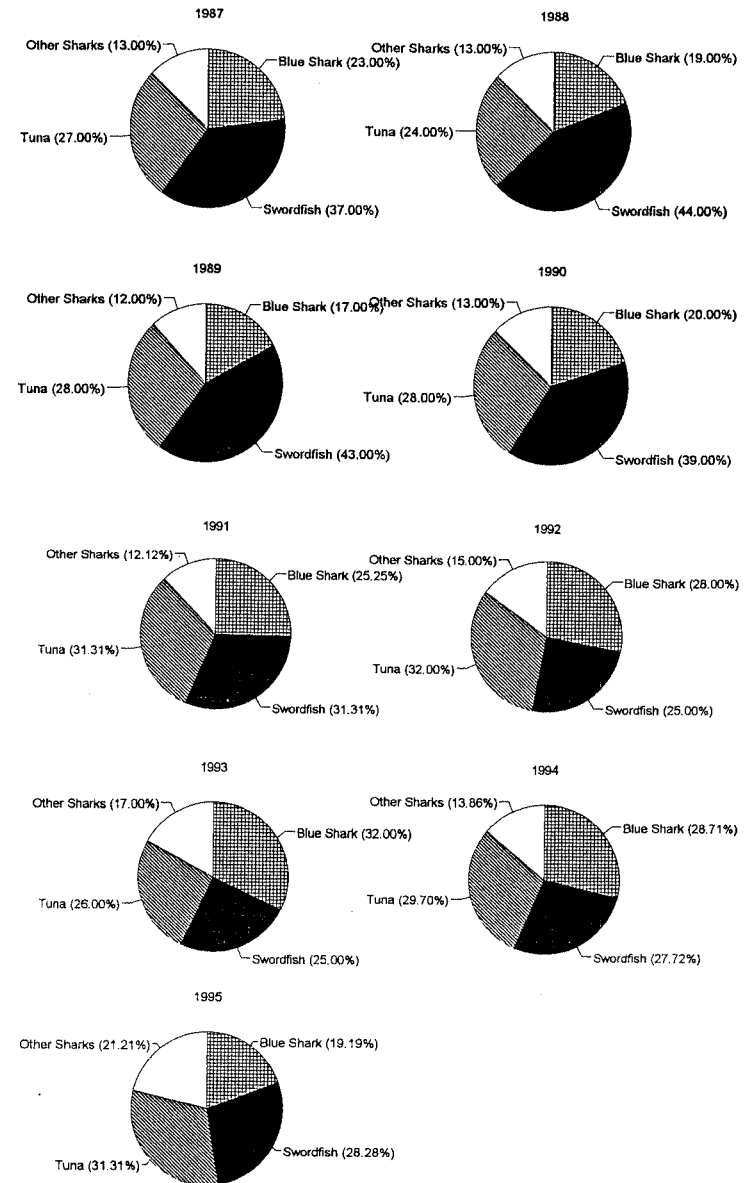 1987
Other Sharks (13.00%)
Blue Shark (23.00%)
Tuna (27.00%)
Swordfish (37.00%)
1988
Other Sharks (13.00%)
Blue Shark (19.00%)
Tuna (24.00%)
Swordfish (44.00%)
1989
Other Sharks (12.00%)
Blue Shark (17.00%)
Tuna (28.00%)
Swordfish (43.00%)
1990
Other Sharks (13.00%)
Blue Shark (20.00%)
Tuna (28.00%)
Swordfish (39.00%)
1991
Other Sharks (12.12%)
Blue Shark (25.25%)
Tuna (31.31%)
Swordfish (31.31%)
1992
Other Sharks (15.00%)
Blue Shark (28.00%)
Tuna (32.00%)
Swordfish (25.00%)
1993
Other Sharks (17.00%)
Blue Shark (32.00%)
Tuna (26.00%)
Swordfish (25.00%)
1994
Other Sharks (13.86%)
Blue Shark (28.71%)
Tuna (29.70%)
Swordfish (27.72%)
1995
Other Sharks (21.21%)
Blue Shark (19.19%)
Swordfish (28.28%)
Tuna (31.31%)